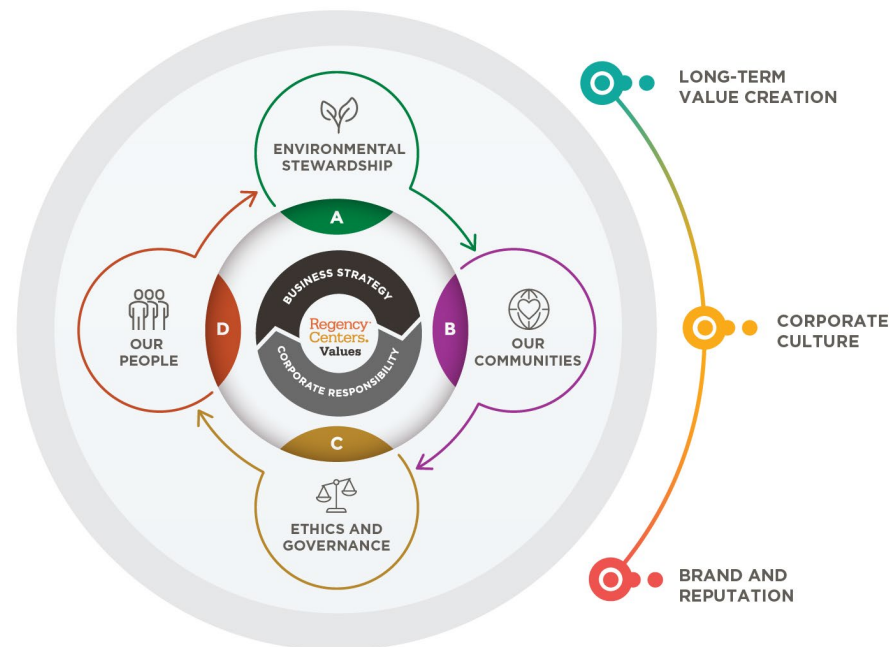 ENVIRONMENTAL
STEWARDSHIP
A
BUSINESS STRATEGY
Regency
Centers.
Values
CORPORATE RESPONSIBILITY
B
OUR
COMMUNITIES
C
ETHICS AND
GOVERNANCE
D
OUR
PEOPLE
LONG-TERM
VALUE CREATION
CORPORATE
CULTURE
BRAND AND
REPUTATION